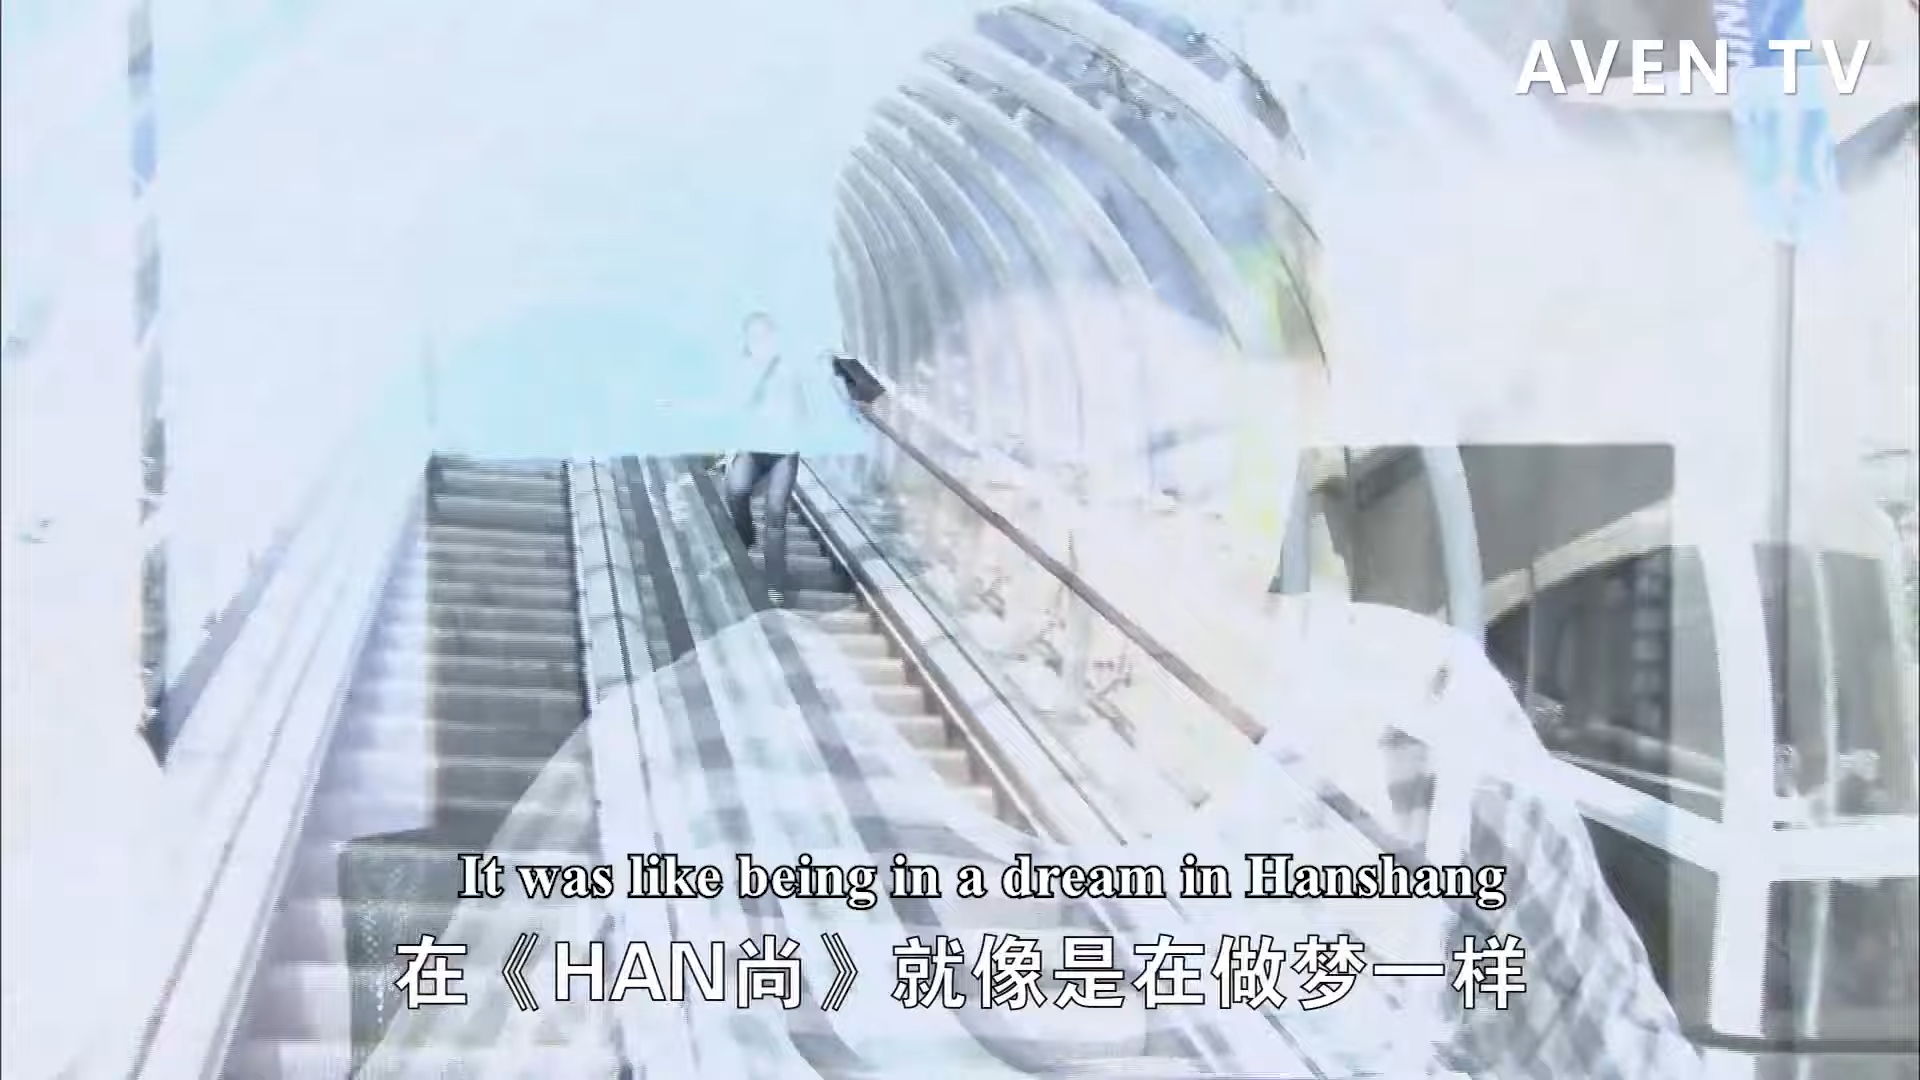 AVEN TV
It was like being in a dream in Hanshang
在《HAN尚》就像是在做梦一样